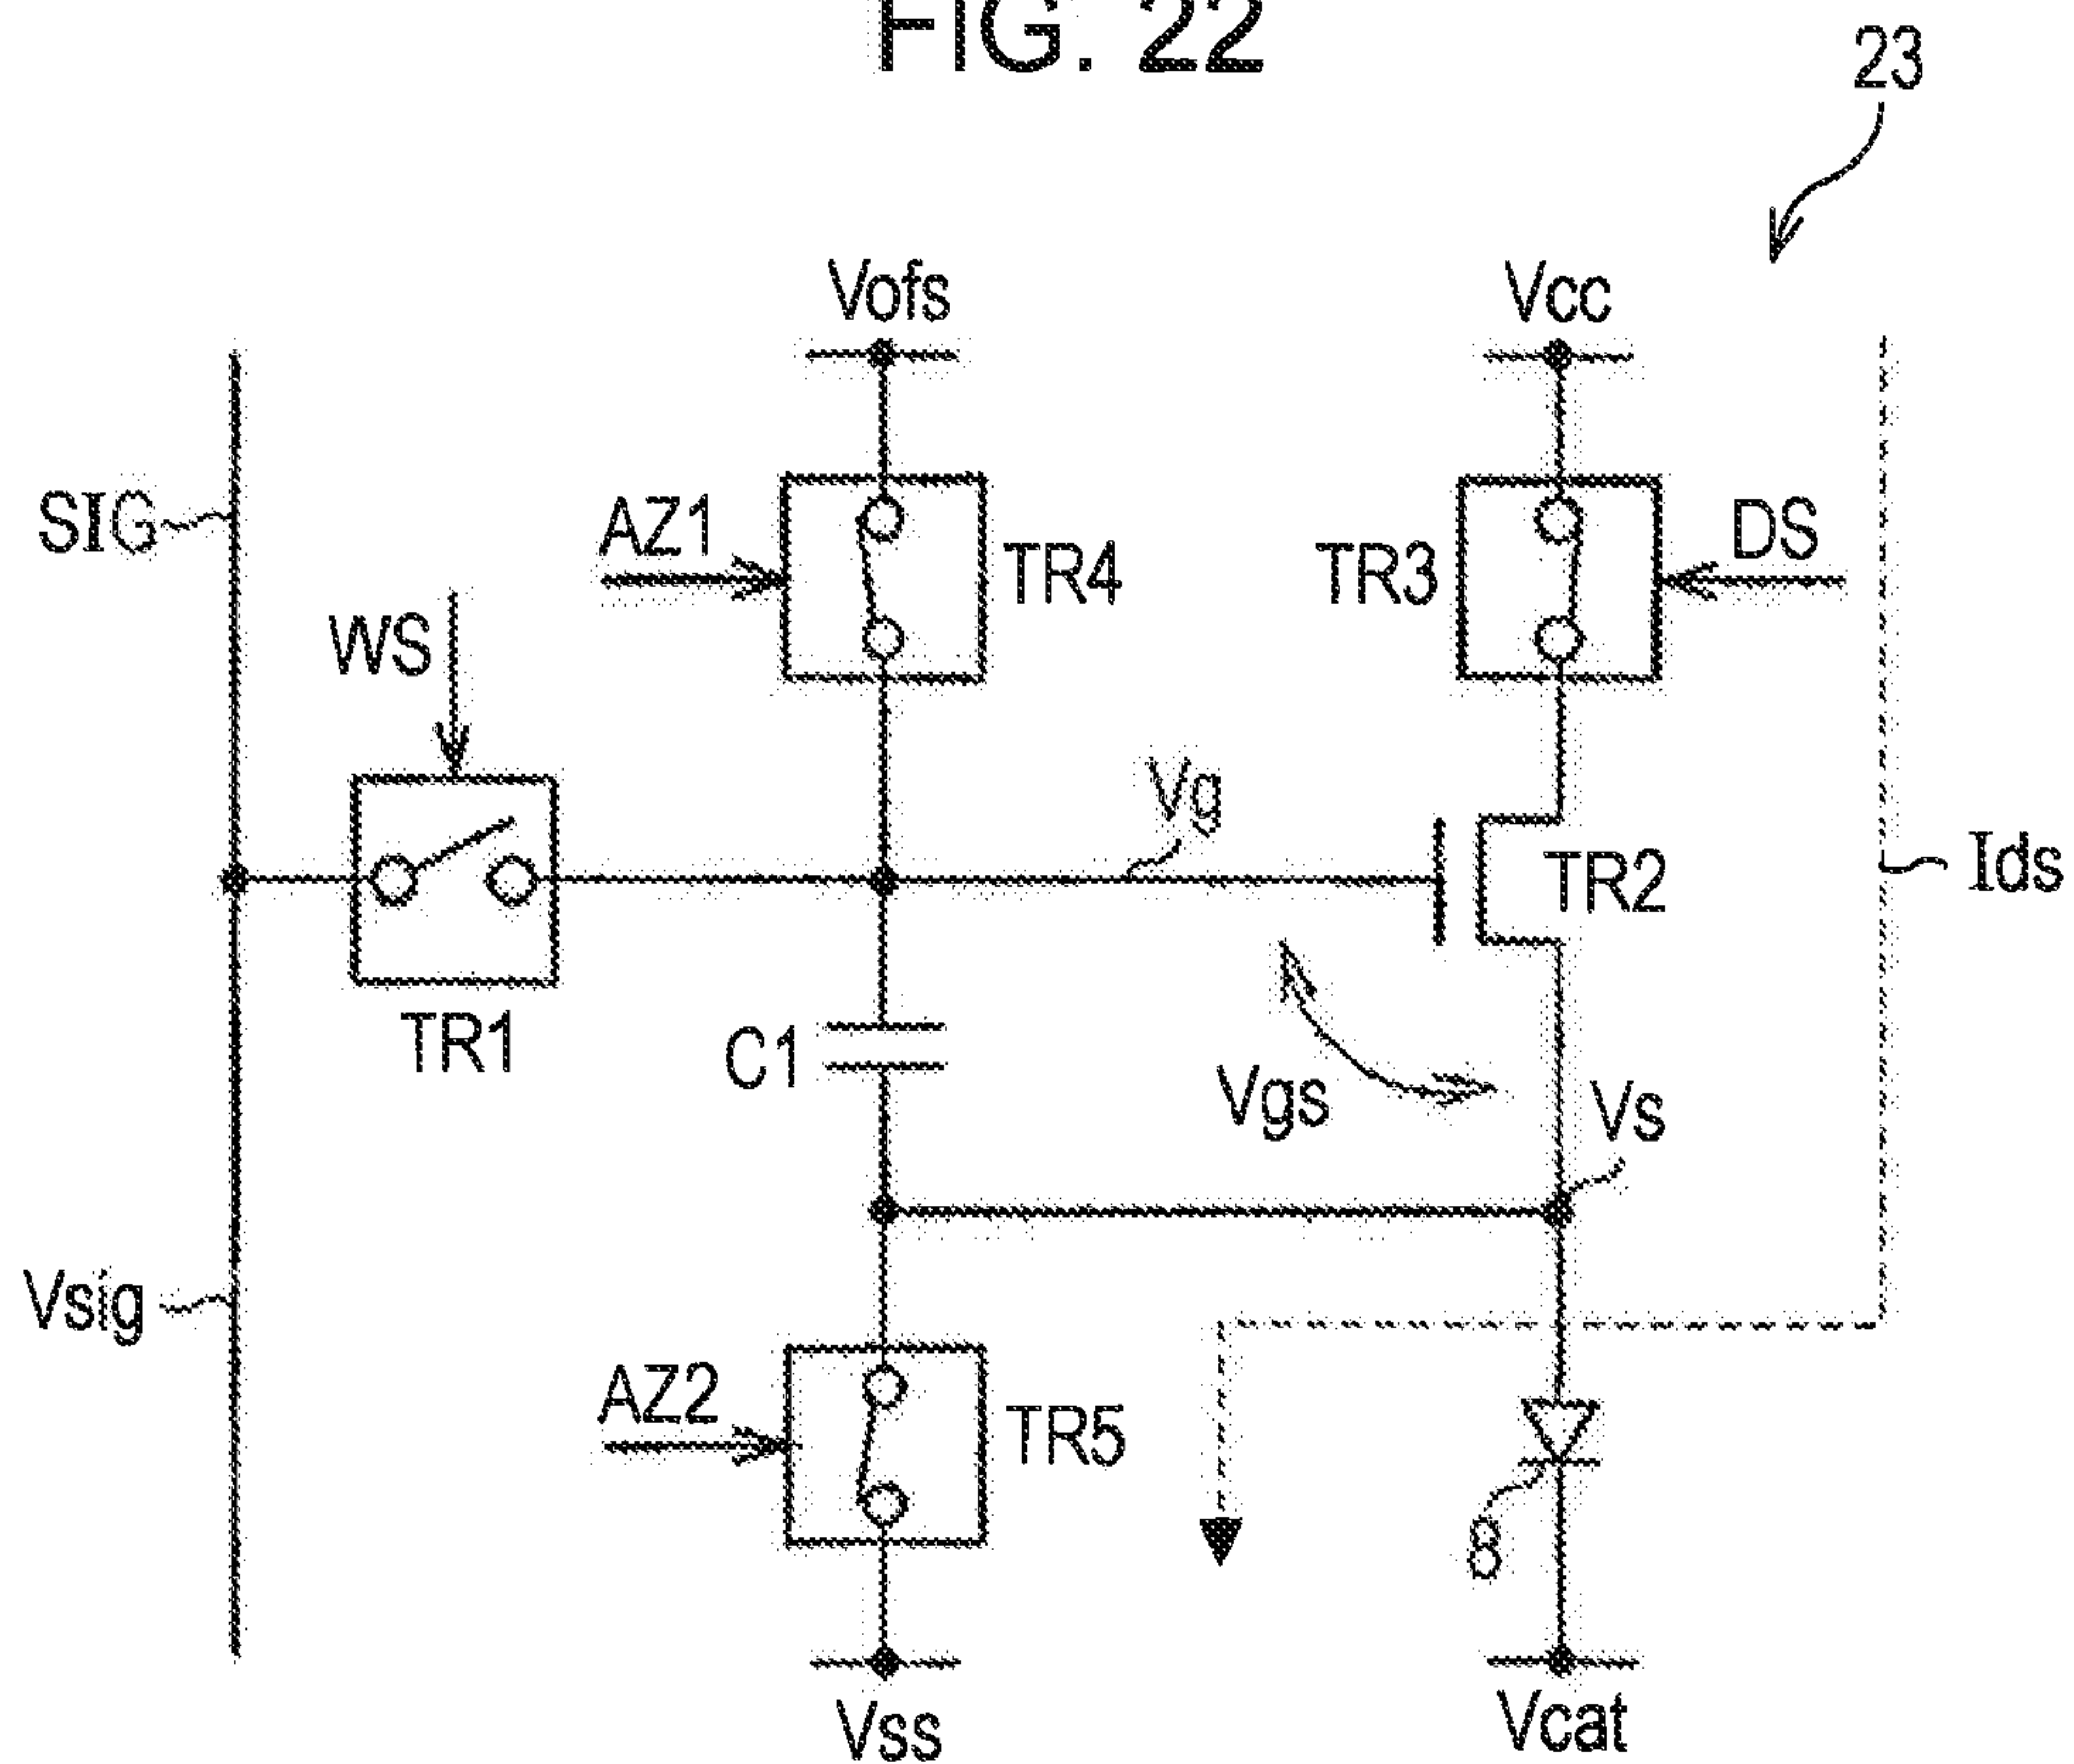 FIG. 22
23
Vofs
Vcc
SIG
AZ1
TR4
TR3
DS
WS
Vg
TR2
Ids
TR1
C1
Vgs
Vs
Vsig
AZ2
TR5
8
Vss
Vcat